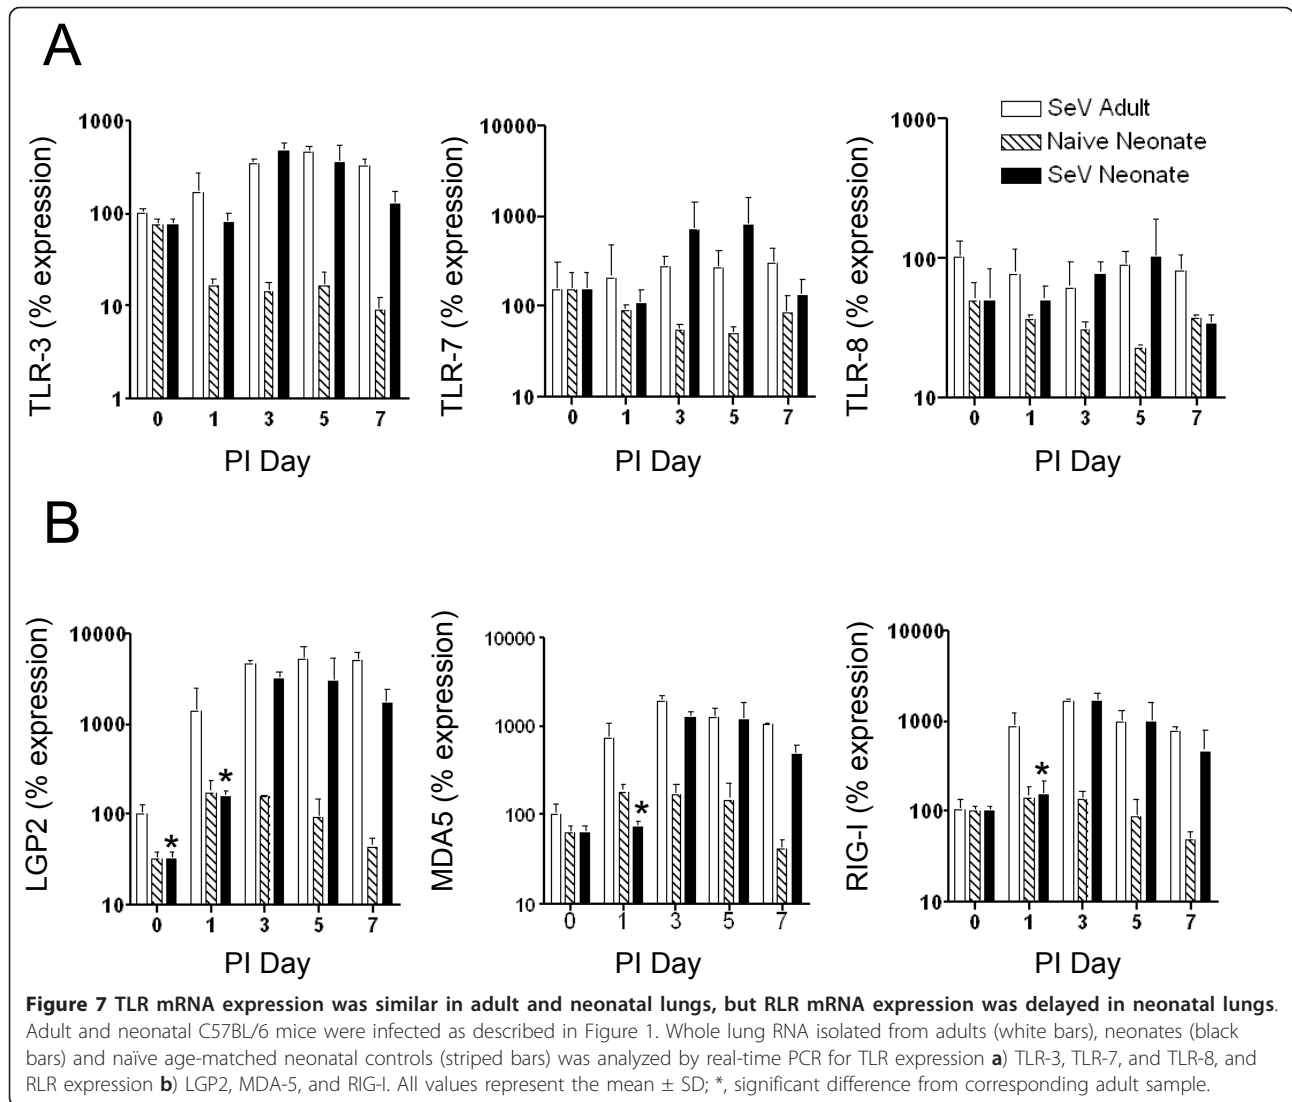 A
SeV Adult
Naive Neonate
SeV Neonate
TLR-3 (% expression)
1000
100
10
1
0 1 3 5 7
PI Day
TLR-7 (% expression)
10000
1000
100
10
0 1 3 5 7
PI Day
TLR-8 (% expression)
1000
100
10
0 1 3 5 7
PI Day
B
LGP2 (% expression)
10000
1000
100
10
* *
0 1 3 5 7
PI Day
MDA5 (% expression)
10000
1000
100
10
*
0 1 3 5 7
PI Day
RIG-I (% expression)
10000
1000
100
10
*
0 1 3 5 7
PI Day
Figure 7 TLR mRNA expression was similar in adult and neonatal lungs, but RLR mRNA expression was delayed in neonatal lungs.
Adult and neonatal C57BL/6 mice were infected as described in Figure 1. Whole lung RNA isolated from adults (white bars), neonates (black
bars) and naïve age-matched neonatal controls (striped bars) was analyzed by real-time PCR for TLR expression a) TLR-3, TLR-7, and TLR-8, and
RLR expression b) LGP2, MDA-5, and RIG-I. All values represent the mean ± SD; *, significant difference from corresponding adult sample.